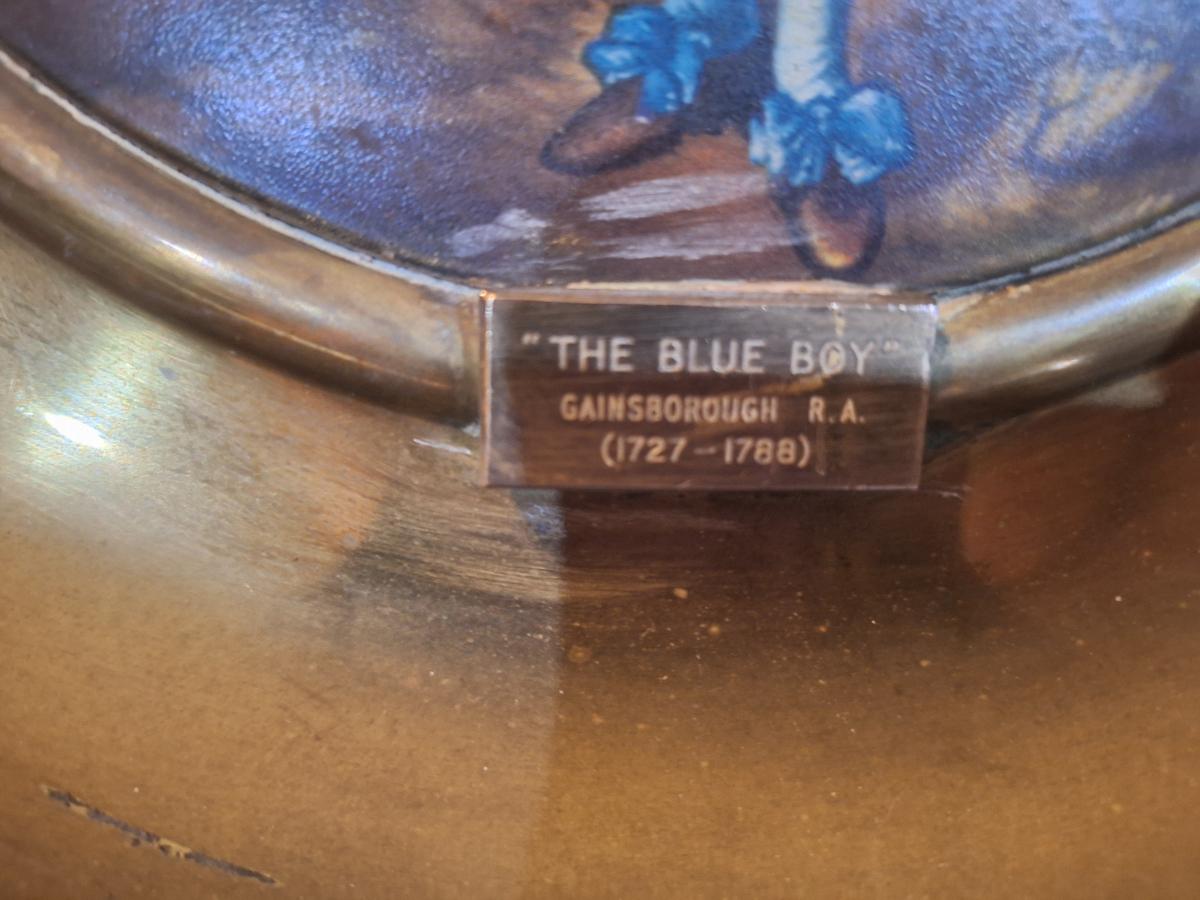 "THE BLUE BOY"
GAINSBOROUGH R.A.
(1727-1788)